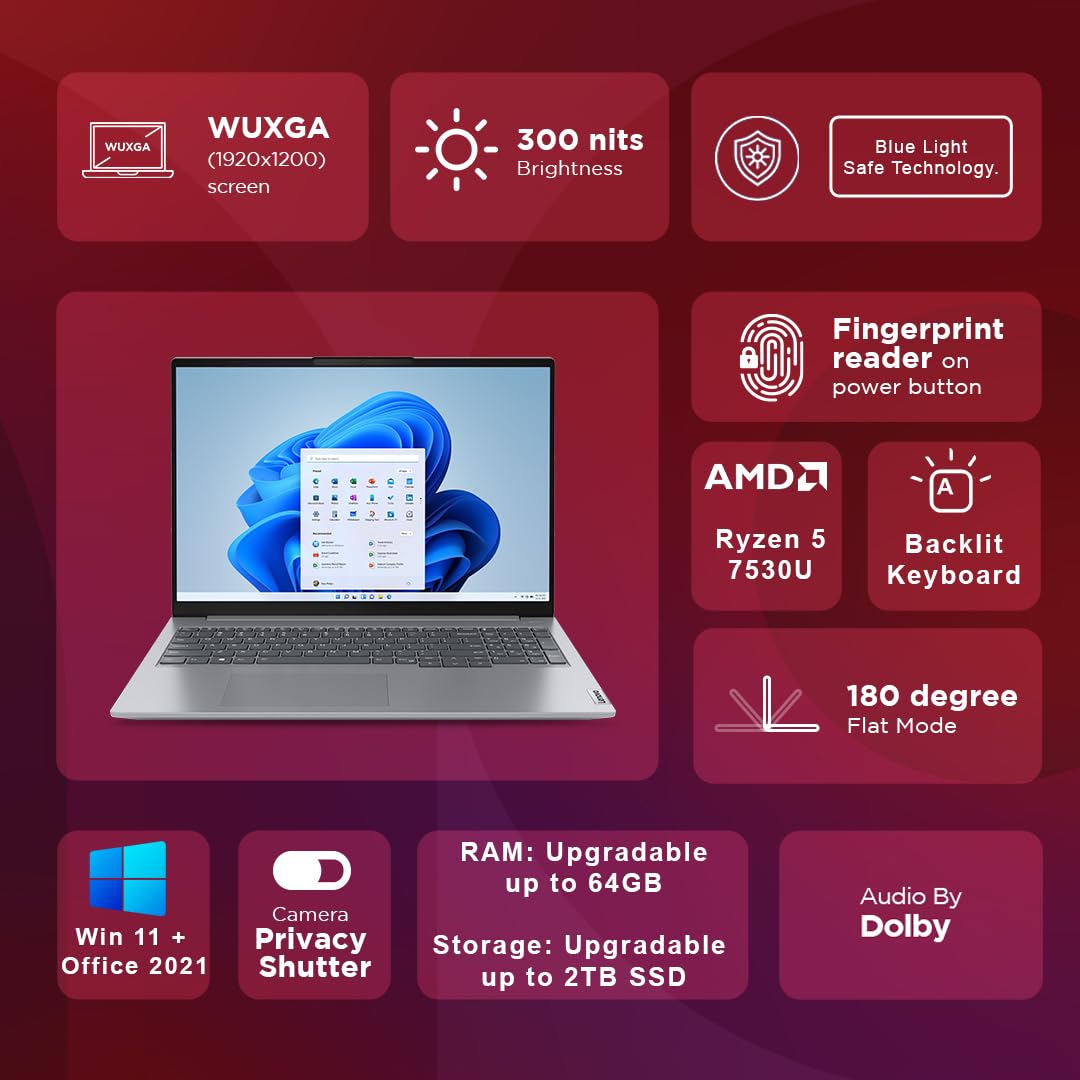 WUXGA
WUXGA
(1920x1200)
screen
300 nits
Brightness
Blue Light
Safe Technology.
Fingerprint
reader on
power button
AMD
Ryzen 5
7530U
A
Backlit
Keyboard
180 degree
Flat Mode
Lenovo
Win 11 +
Office 2021
Camera
Privacy
Shutter
RAM: Upgradable
up to 64GB
Storage: Upgradable
up to 2TB SSD
Audio By
Dolby